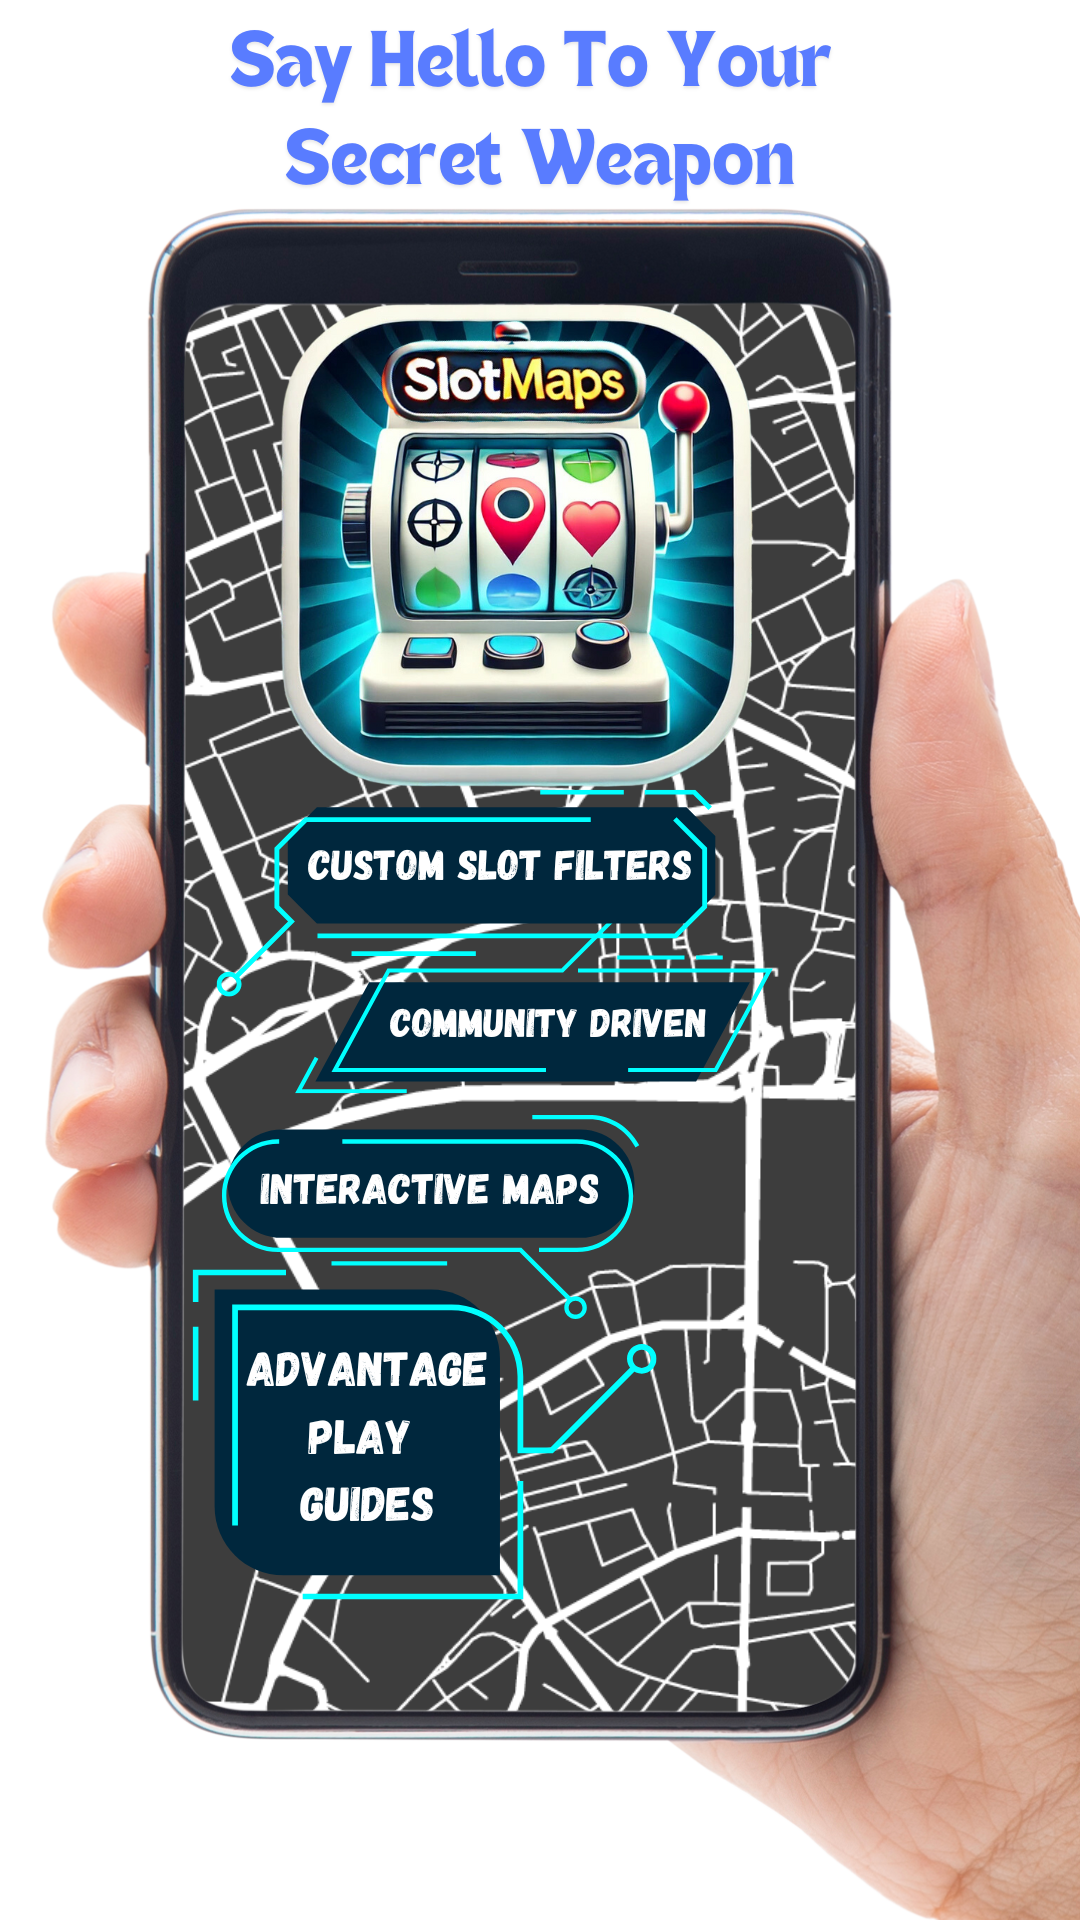 Say Hello To Your
Secret Weapon
SlotMaps
CUSTOM SLOT FILTERS
COMMUNITY DRIVEN
INTERACTIVE MAPS
ADVANTAGE
PLAY
GUIDES